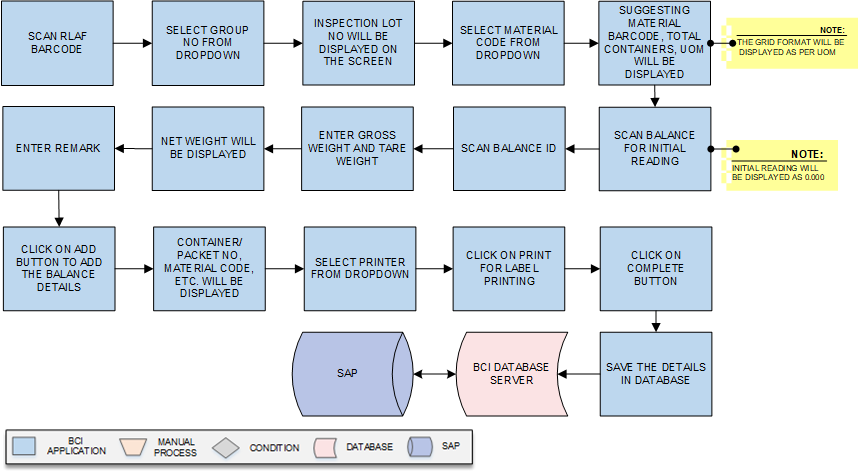 SCAN RLAF
BARCODE
SELECT GROUP
NO FROM
DROPDOWN
INSPECTION LOT
NO WILL BE
DISPLAYED ON
THE SCREEN
SELECT MATERIAL
CODE FROM
DROPDOWN
SUGGESTING
MATERIAL
BARCODE, TOTAL
CONTAINERS, UOM
WILL BE
DISPLAYED
NOTE:
THE GRID FORMAT WILL BE
DISPLAYED AS PER UOM
ENTER REMARK
NET WEIGHT WILL
BE DISPLAYED
ENTER GROSS
WEIGHT AND TARE
WEIGHT
SCAN BALANCE ID
SCAN BALANCE
FOR INITIAL
READING
NOTE:
INITIAL READING WILL
BE DISPLAYED AS 0.000
CLICK ON ADD
BUTTON TO ADD
THE BALANCE
DETAILS
CONTAINER/
PACKET NO,
MATERIAL CODE,
ETC. WILL BE
DISPLAYED
SELECT PRINTER
FROM DROPDOWN
CLICK ON PRINT
FOR LABEL
PRINTING
CLICK ON
COMPLETE
BUTTON
SAP
BCI DATABASE
SERVER
SAVE THE DETAILS
IN DATABASE
BCI
APPLICATION
MANUAL
PROCESS
CONDITION
DATABASE
SAP